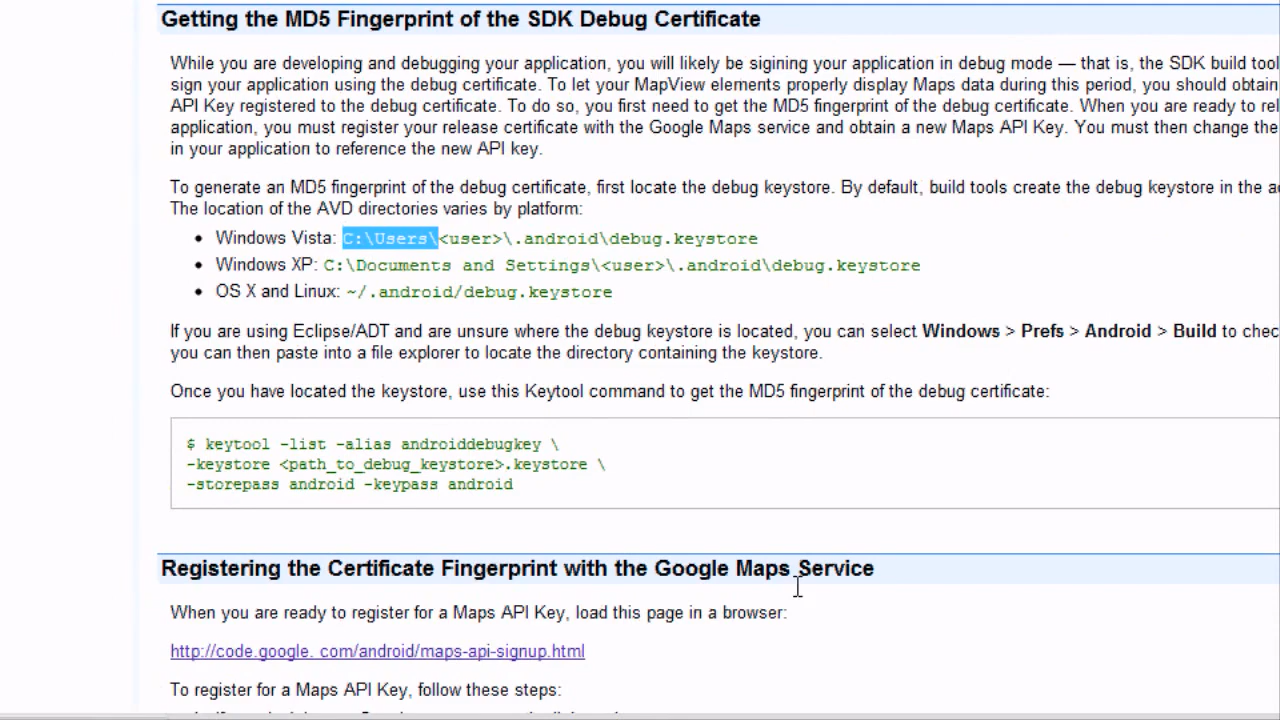 Getting the MD5 Fingerprint of the SDK Debug Certificate
While you are developing and debugging your application, you will likely be sigining your application in debug mode — that is, the SDK build tool
sign your application using the debug certificate. To let your MapView elements properly display Maps data during this period, you should obtain
API Key registered to the debug certificate. To do so, you first need to get the MD5 fingerprint of the debug certificate. When you are ready to rel
application, you must register your release certificate with the Google Maps service and obtain a new Maps API Key. You must then change the
in your application to reference the new API key.
To generate an MD5 fingerprint of the debug certificate, first locate the debug keystore. By default, build tools create the debug keystore in the a
The location of the AVD directories varies by platform:
• Windows Vista: C:\Users\<user>\.android\debug.keystore
• Windows XP: C:\Documents and Settings\<user>\.android\debug.keystore
• OS X and Linux: ~/.android/debug.keystore
If you are using Eclipse/ADT and are unsure where the debug keystore is located, you can select Windows > Prefs > Android > Build to chec
you can then paste into a file explorer to locate the directory containing the keystore.
Once you have located the keystore, use this Keytool command to get the MD5 fingerprint of the debug certificate:
$ keytool -list -alias androiddebugkey \
-keystore <path_to_debug_keystore>.keystore \
-storepass android -keypass android
Registering the Certificate Fingerprint with the Google Maps Service
When you are ready to register for a Maps API Key, load this page in a browser:
http://code.google. com/android/maps-api-signup.html
To register for a Maps API Key, follow these steps: